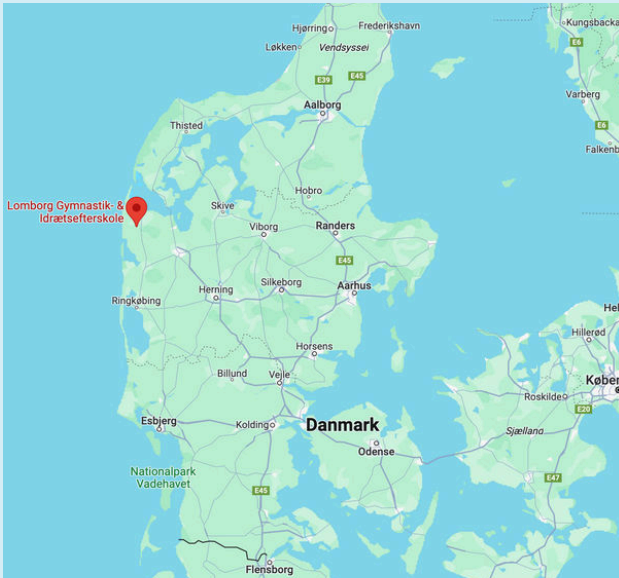 Kungsbacka
Hjørring
Frederikshavn
Løkken
Vendsyssel
E6
E45
E39
Varberg
Aalborg
E6
Thisted
Falkenb
Hobro
Lomborg Gymnastik- &
Idrætsefterskole
Skive
Viborg
Randers
E45
Silkeborg
Aarhus
Herning
Ringkøbing
Hel
Hillerød
Horsens
Billund
Vejle
Køben
Roskilde
E20
Esbjerg
Kolding
Danmark
Sjælland
Odense
Nationalpark
Vadehavet
E47
E45
Flensborg